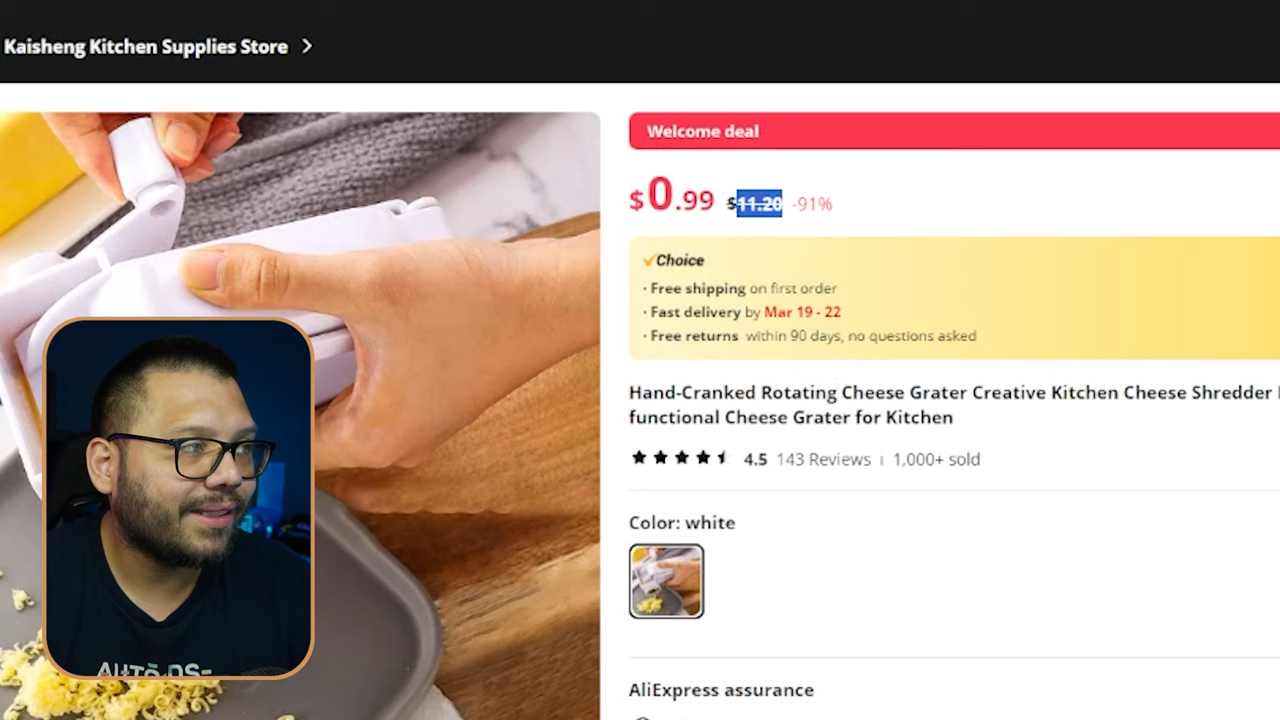 Kaisheng Kitchen Supplies Store
Welcome deal
$0.99 $11.20 -91%
Choice
· Free shipping on first order
· Fast delivery by Mar 19 - 22
· Free returns within 90 days, no questions asked
Hand-Cranked Rotating Cheese Grater Creative Kitchen Cheese Shredder
functional Cheese Grater for Kitchen
4.5 143 Reviews 1,000+ sold
Color: white
AliExpress assurance